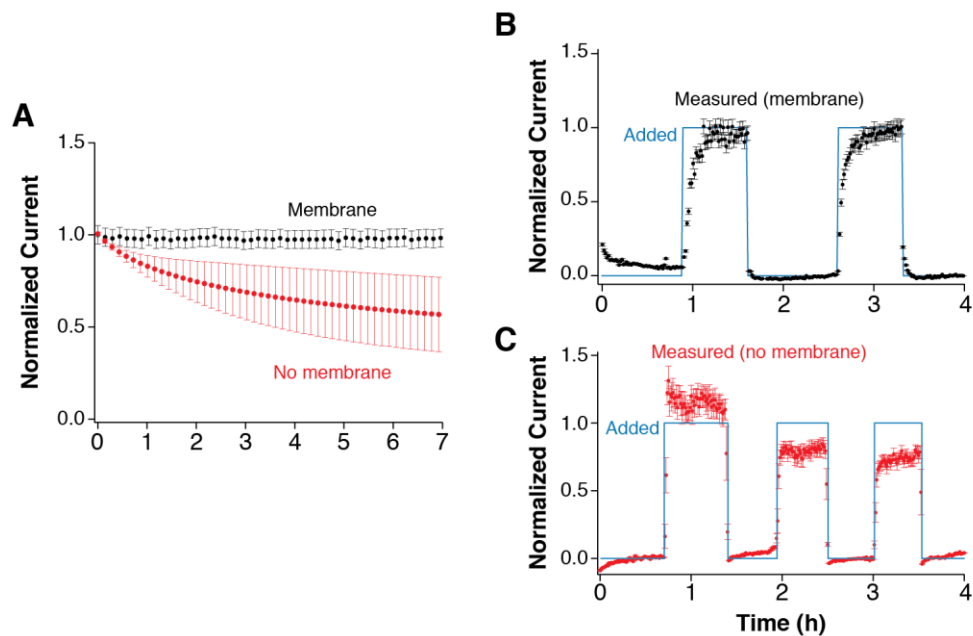 A
Normalized Current
1.5
1.0
0.5
0.0
Membrane
No membrane
0 1 2 3 4 5 6 7
B
Normalized Current
1.5
1.0
0.5
0.0
Measured (membrane)
Added
0 1 2 3 4
C
Normalized Current
1.5
1.0
0.5
0.0
Measured (no membrane)
Added
0 1 2 3 4
Time (h)